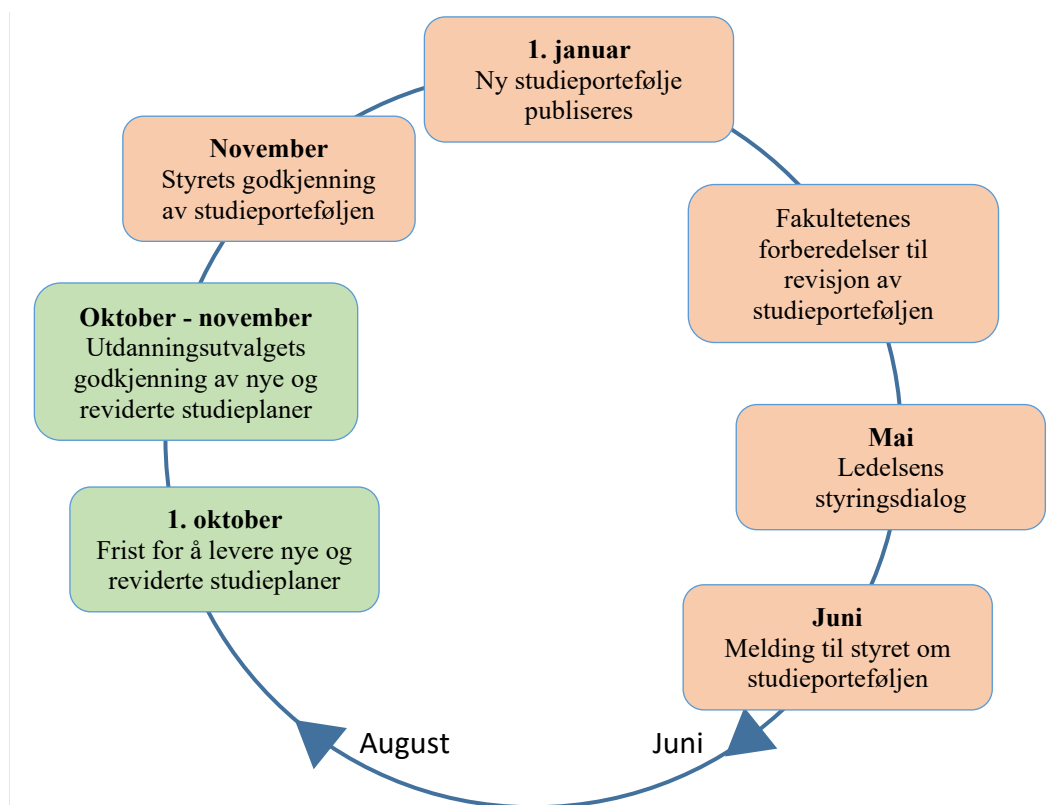 1. januar
Ny studieportefølje
publiseres
Fakultetenes
forberedelser til
revisjon av
studieporteføljen
Mai
Ledelsens
styringsdialog
Juni
Melding til styret om
studieporteføljen
Juni
August
1. oktober
Frist for å levere nye og
reviderte studieplaner
Oktober - november
Utdanningsutvalgets
godkjenning av nye og
reviderte studieplaner
November
Styrets godkjenning
av studieporteføljen